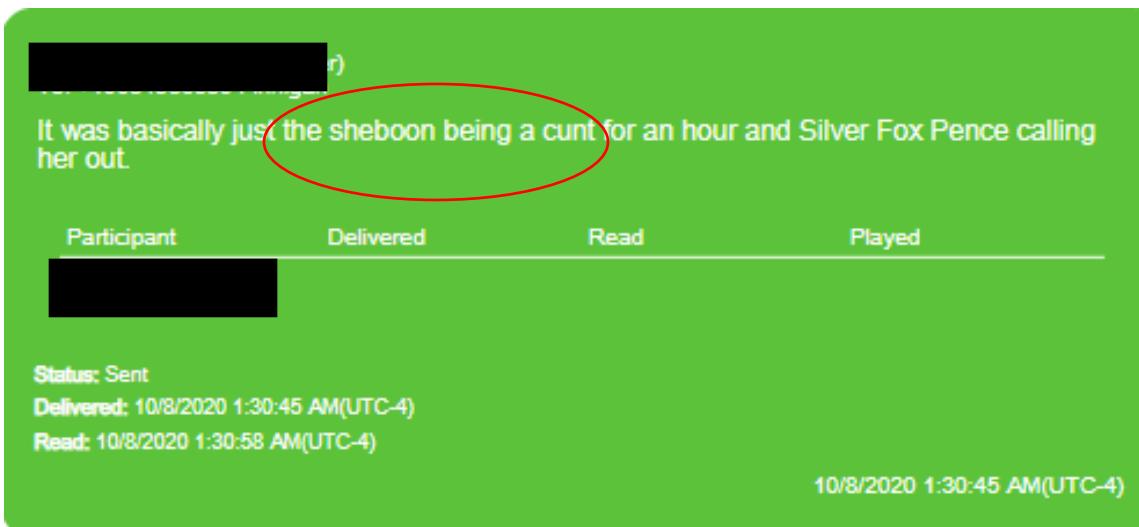 r)
It was basically just the sheboon being a cunt for an hour and Silver Fox Pence calling
her out.
Participant Delivered Read Played
Status: Sent
Delivered: 10/8/2020 1:30:45 AM(UTC-4)
Read: 10/8/2020 1:30:58 AM(UTC-4)
10/8/2020 1:30:45 AM(UTC-4)